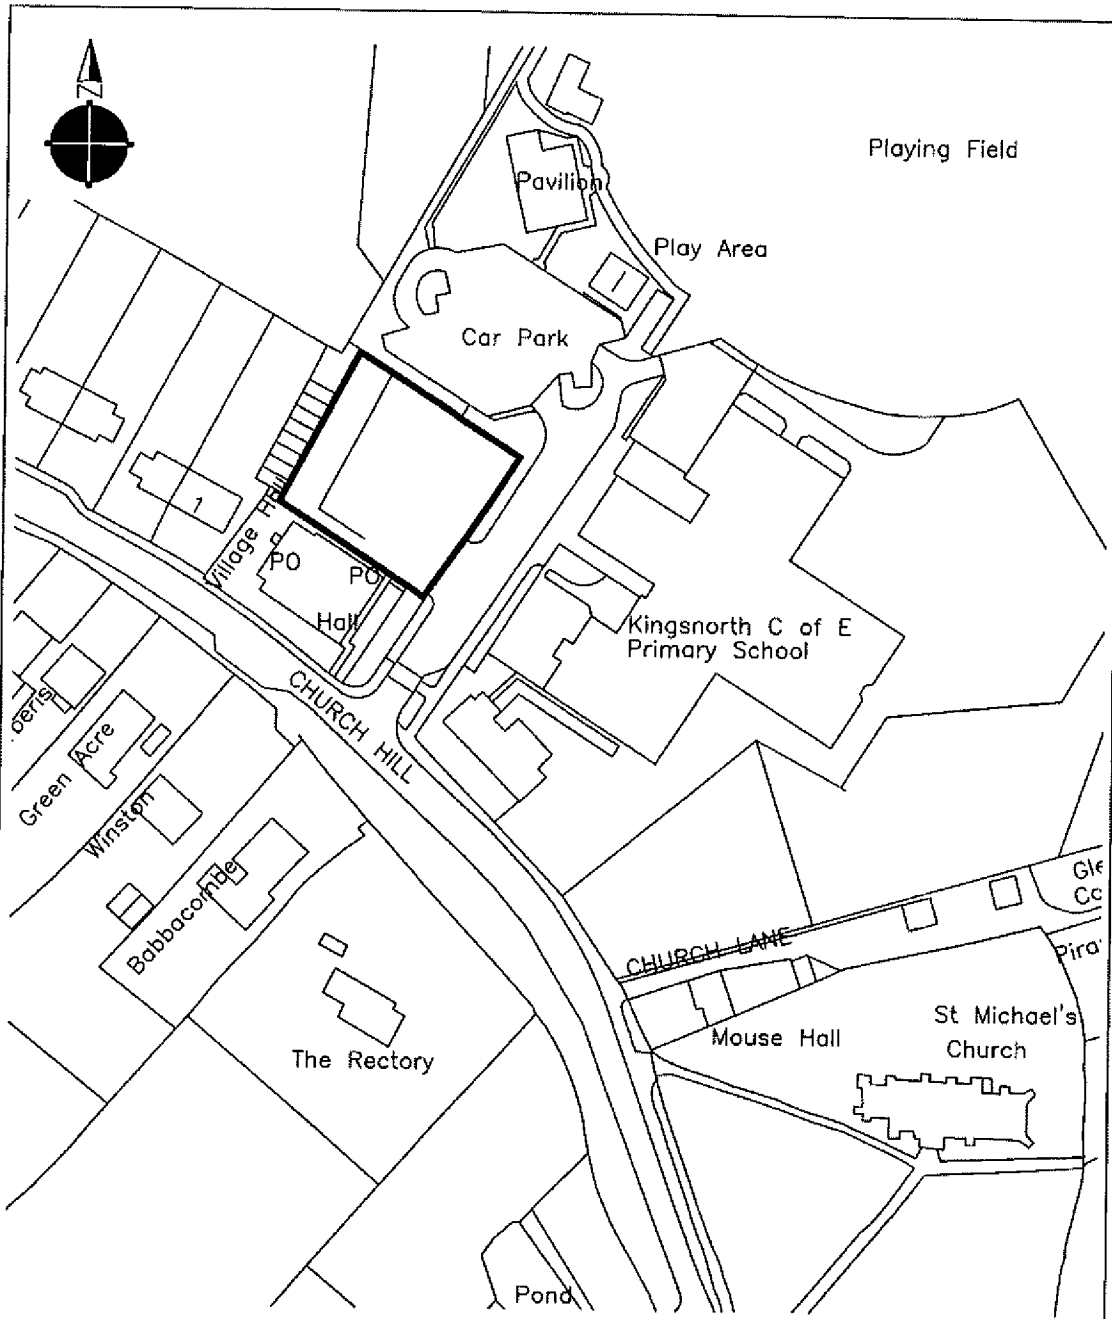 N
Playing Field
Pavilion
Play Area
Car Park
1
Village Hall
PO
PO
Hall
Kingsnorth C of E
Primary School
CHURCH HILL
Green Acre
Winston
Babbacombe
CHURCH LANE
The Rectory
Mouse Hall
St Michael's
Church
Pond